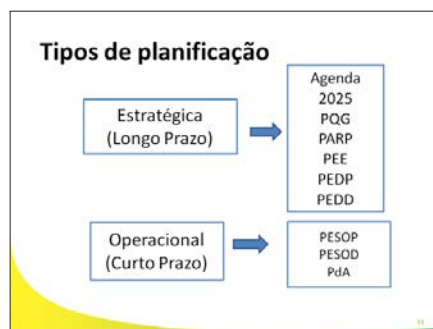 Tipos de planificação
Estratégica
(Longo Prazo)
Agenda
2025
PQG
PARP
PEE
PEDP
PEDD
Operacional
(Curto Prazo)
PESOP
PESOD
PdA